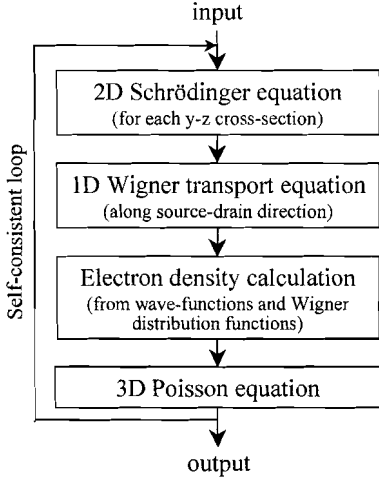 input
2D Schrödinger equation
(for each y-z cross-section)
1D Wigner transport equation
(along source-drain direction)
Electron density calculation
(from wave-functions and Wigner
distribution functions)
3D Poisson equation
output
Self-consistent loop